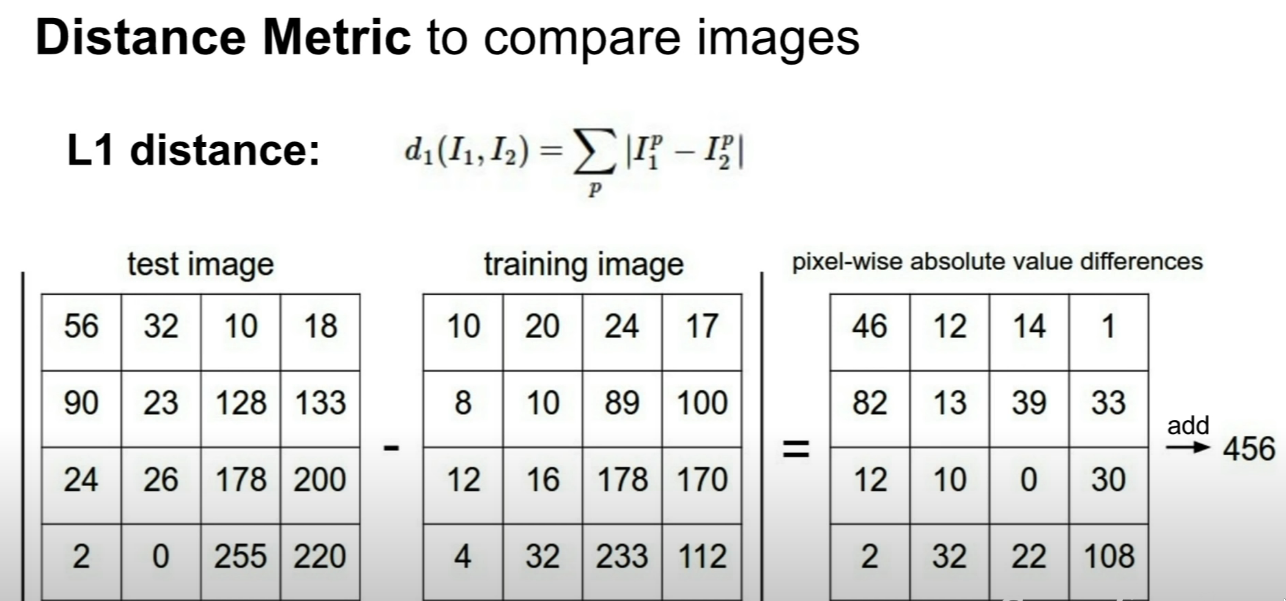 Distance Metric to compare images
L1 distance: d₁(I₁, I₂) = ∑ₚ |I₁ᵖ − I₂ᵖ|
test image training image pixel-wise absolute value differences
56 32 10 18 10 20 24 17 46 12 14 1
90 23 128 133 8 10 89 100 82 13 39 33
add
- = → 456
24 26 178 200 12 16 178 170 12 10 0 30
2 0 255 220 4 32 233 112 2 32 22 108